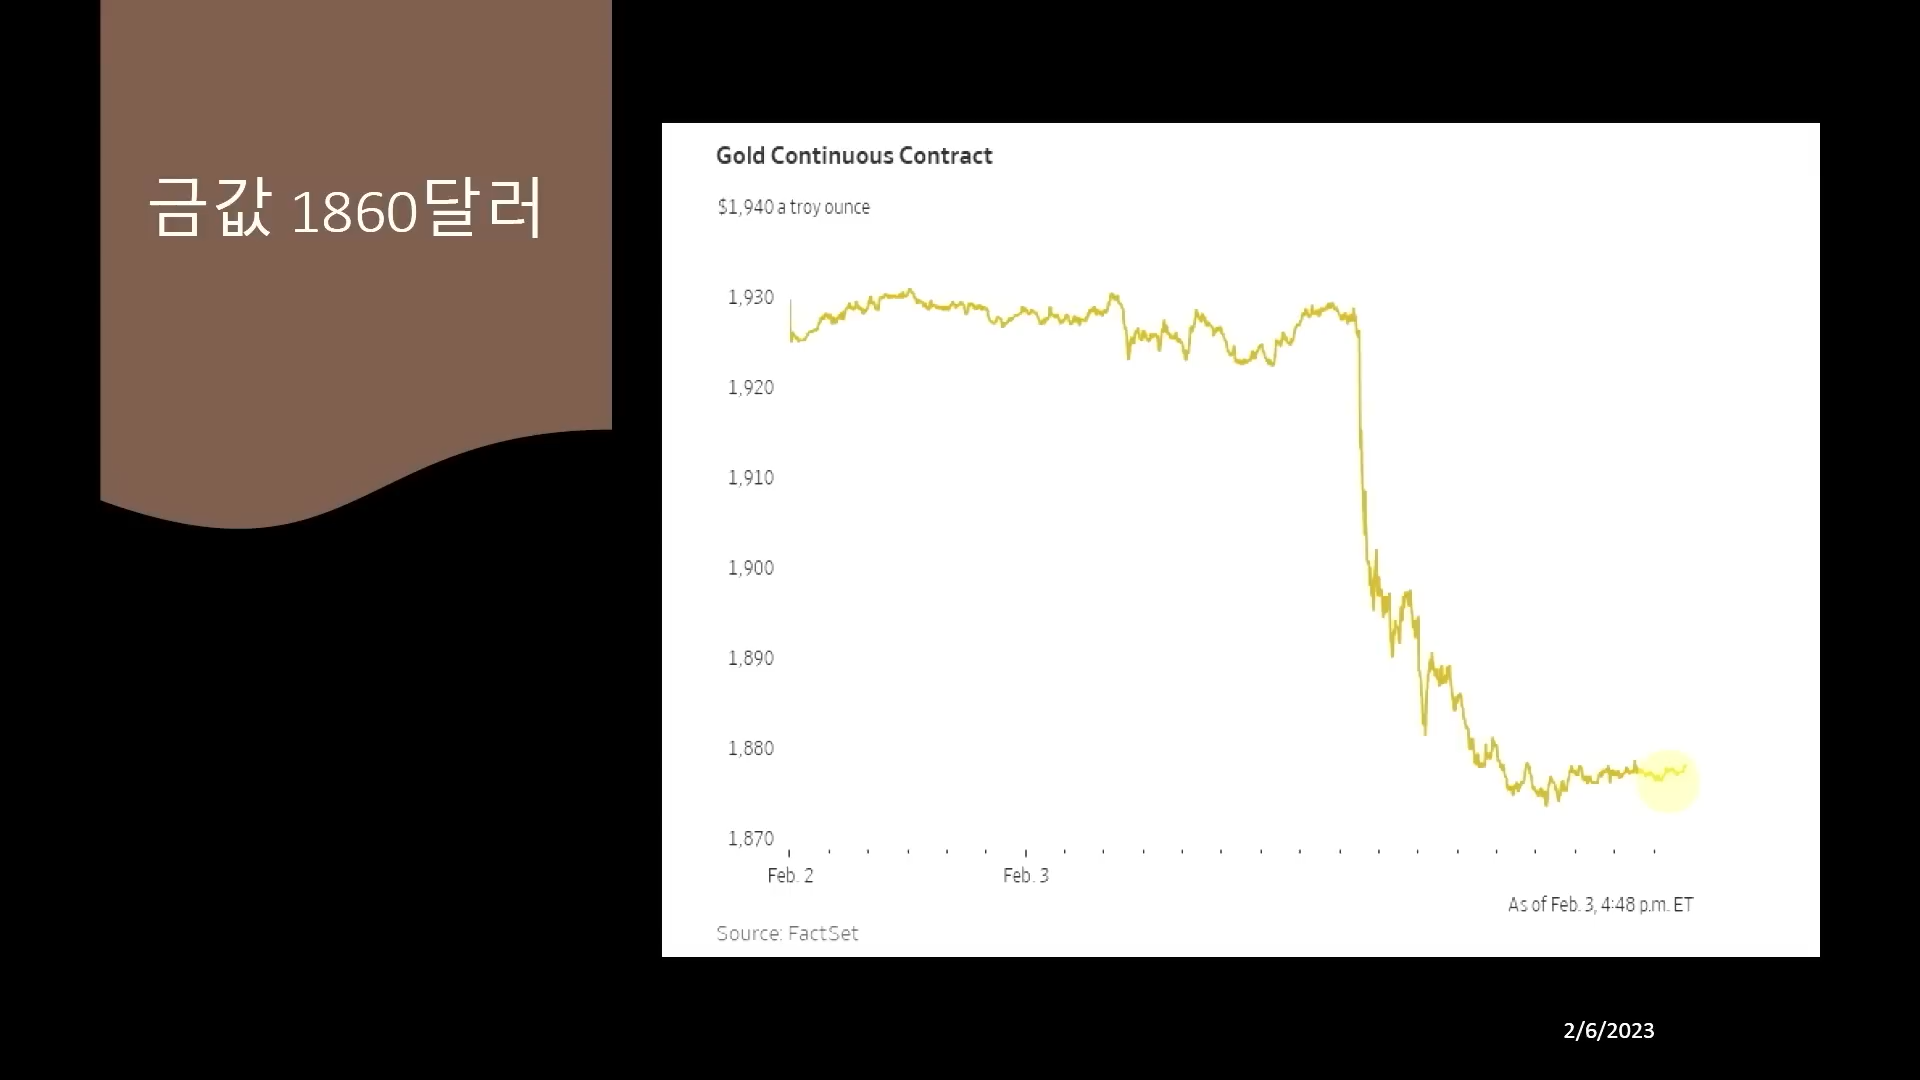 금값 1860달러
Gold Continuous Contract
$1,940 a troy ounce
1,930
1,920
1,910
1,900
1,890
1,880
1,870
Feb. 2 Feb. 3
As of Feb. 3, 4:48 p.m. ET
Source: FactSet
2/6/2023